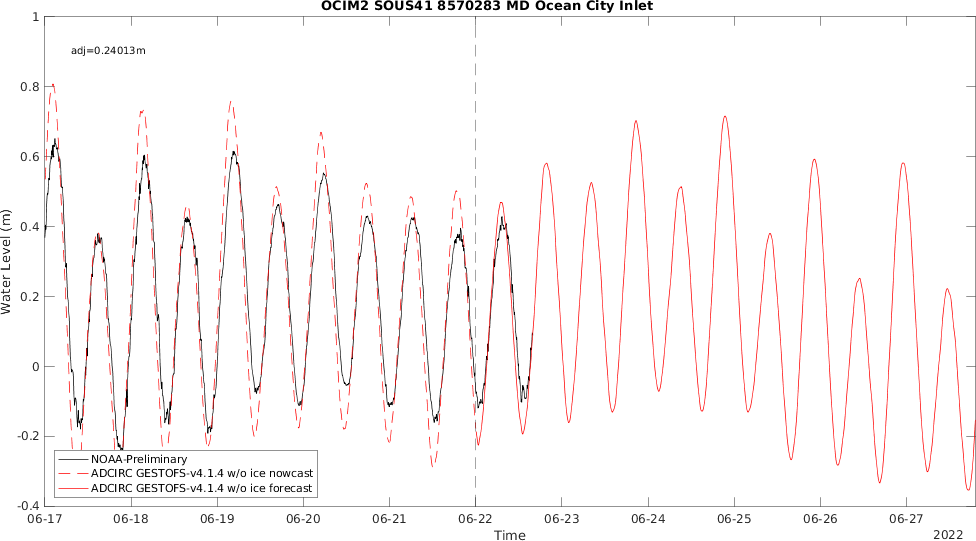 OCIM2 SOUS41 8570283 MD Ocean City Inlet
adj=0.24013m
1
0.8
0.6
0.4
0.2
0
-0.2
-0.4
Water Level (m)
NOAA-Preliminary
ADCIRC GESTOFS-v4.1.4 w/o ice nowcast
ADCIRC GESTOFS-v4.1.4 w/o ice forecast
06-17 06-18 06-19 06-20 06-21 06-22 06-23 06-24 06-25 06-26 06-27
Time
2022